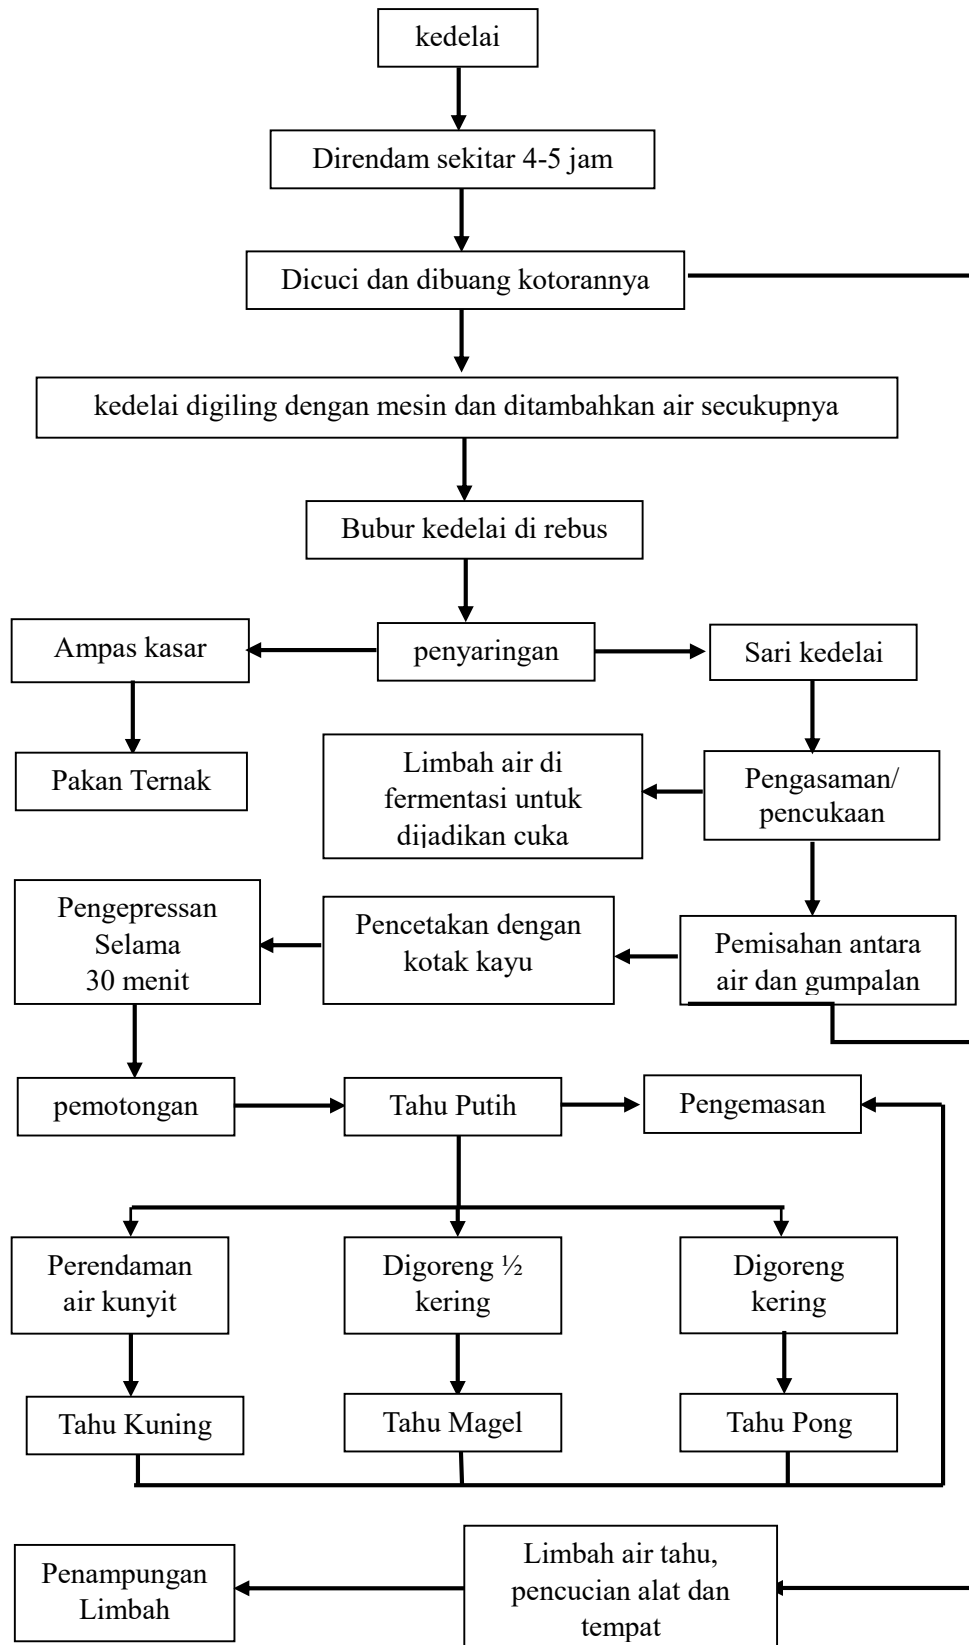 kedelai
Direndam sekitar 4-5 jam
Dicuci dan dibuang kotorannya
kedelai digiling dengan mesin dan ditambahkan air secukupnya
Bubur kedelai di rebus
Ampas kasar
penyaringan
Sari kedelai
Pakan Ternak
Limbah air di
fermentasi untuk
dijadikan cuka
Pengasaman/
pencukaan
Pengepressan
Selama
30 menit
Pencetakan dengan
kotak kayu
Pemisahan antara
air dan gumpalan
pemotongan
Tahu Putih
Pengemasan
Perendaman
air kunyit
Digoreng ½
kering
Digoreng
kering
Tahu Kuning
Tahu Magel
Tahu Pong
Penampungan
Limbah
Limbah air tahu,
pencucian alat dan
tempat